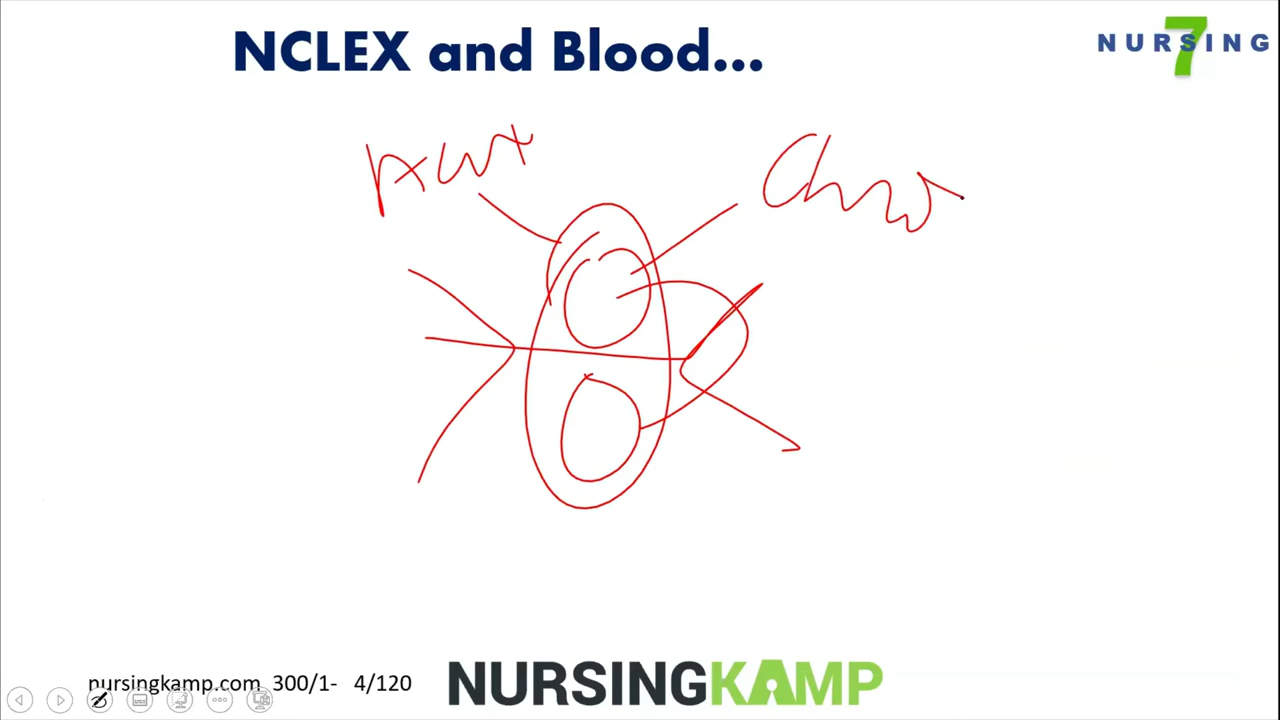 NCLEX and Blood...
7
NURSING
nursingkamp.com 300/1- 4/120
NURSINGKAMP